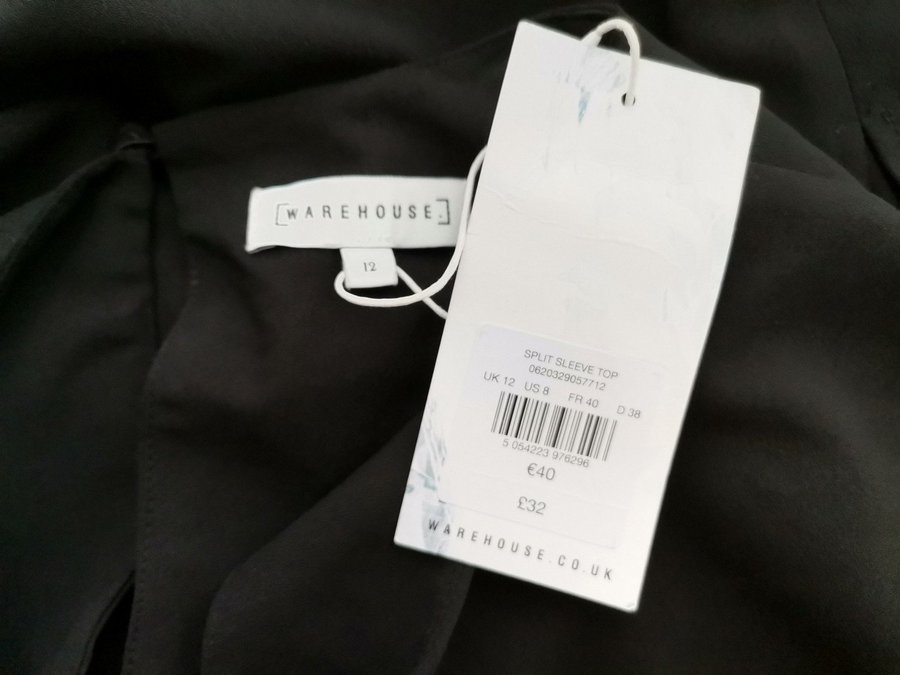 [WAREHOUSE.]
12
SPLIT SLEEVE TOP
0620329057712
UK 12 US 8 FR 40 D 38
5 054223 976296
€40
£32
WAREHOUSE.CO.UK